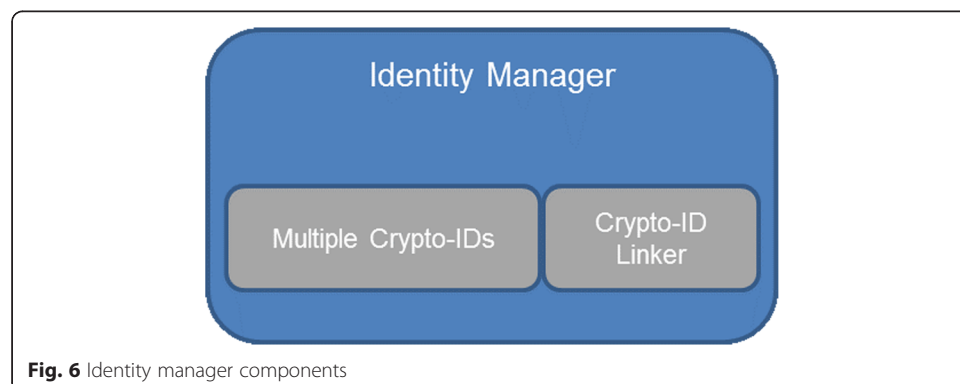 Identity Manager
Multiple Crypto-IDs
Crypto-ID
Linker
Fig. 6 Identity manager components